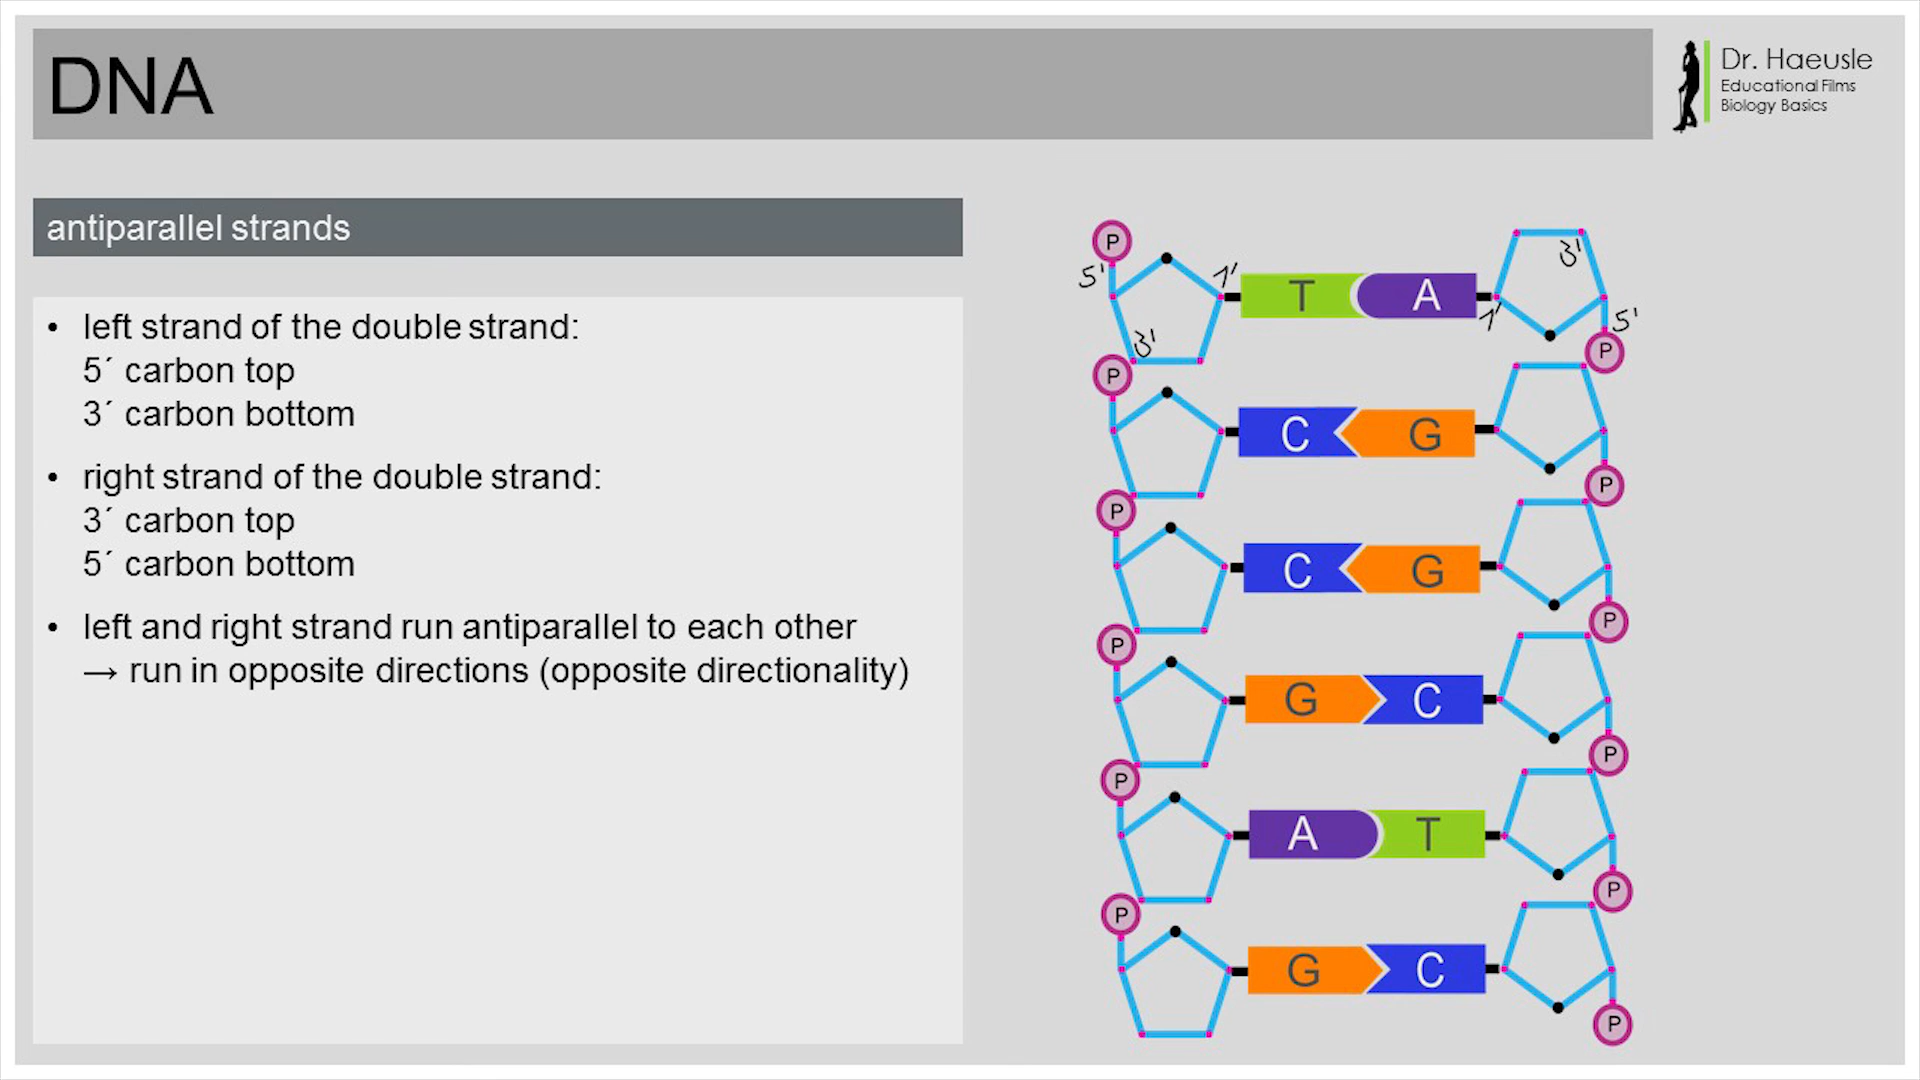 DNA
Dr. Haeusle
Educational Films
Biology Basics
antiparallel strands
• left strand of the double strand:
5´ carbon top
3´ carbon bottom
• right strand of the double strand:
3´ carbon top
5´ carbon bottom
• left and right strand run antiparallel to each other
→ run in opposite directions (opposite directionality)
P
5' 1' T A 3'
3' 1' 5'
P P
C G
P P
C G
P P
G C
P P
A T
P P
G C
P